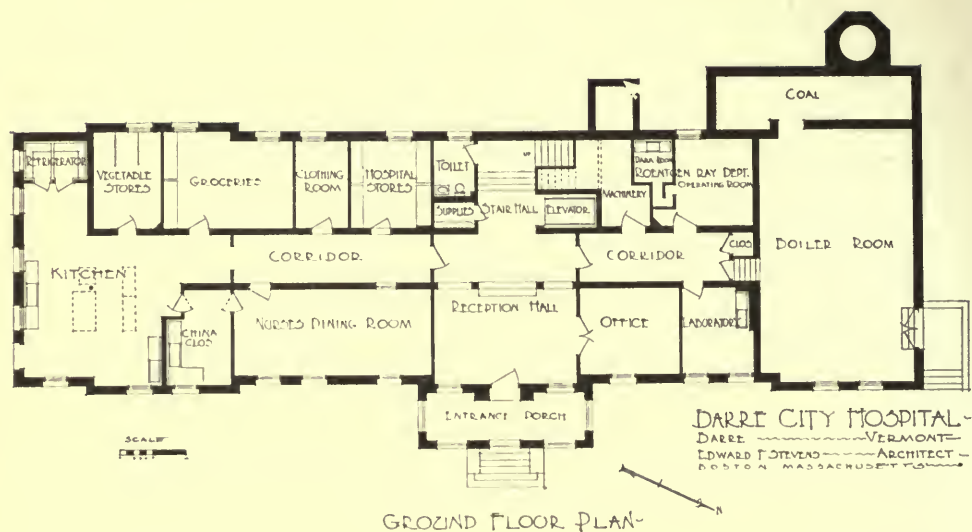 COAL
REFRIGERATOR
VEGETABLE
STORES
GROCERIES
CLOTHING
ROOM
HOSPITAL
STORES
TOILET
SUPPLIES
UP
STAIR HALL
ELEVATOR
MACHINERY
DARK ROOM
ROENTGEN RAY DEPT.
OPERATING ROOM
CLOS
BOILER ROOM
KITCHEN
CORRIDOR
CORRIDOR
CHINA
CLOS
NURSES DINING ROOM
RECEPTION HALL
OFFICE
LABORATORY
ENTRANCE PORCH
SCALE
N
BARRE CITY HOSPITAL-
BARRE VERMONT
EDWARD F STEVENS ARCHITECT
BOSTON MASSACHUSETTS
GROUND FLOOR PLAN-